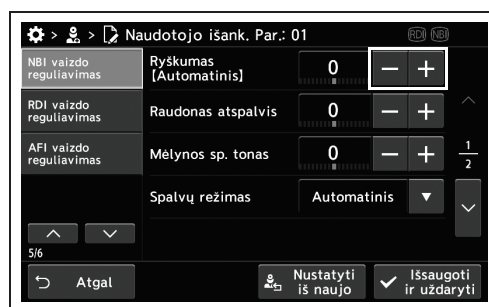 > > Naudotojo išank. Par.: 01 RDI NBI
NBI vaizdo
reguliavimas
Ryškumas
[Automatinis]
0 − +
RDI vaizdo
reguliavimas
Raudonas atspalvis 0 − +
AFI vaizdo
reguliavimas
Mėlynos sp. tonas 0 − +
1
2
Spalvų režimas Automatinis ▼
5/6
Atgal
Nustatyti
iš naujo
Išsaugoti
ir uždaryti